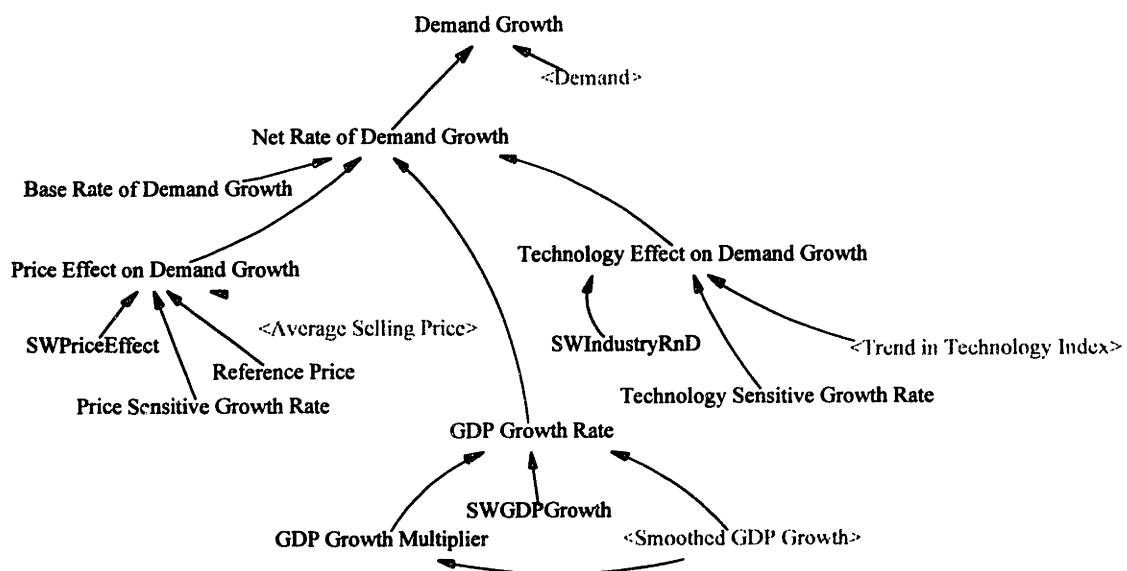 Demand Growth
<Demand>
Net Rate of Demand Growth
Base Rate of Demand Growth
Price Effect on Demand Growth
Technology Effect on Demand Growth
<Average Selling Price>
SWPriceEffect
SWIndustryRnD
<Trend in Technology Index>
Reference Price
Price Sensitive Growth Rate
Technology Sensitive Growth Rate
GDP Growth Rate
SWGDPGrowth
GDP Growth Multiplier
<Smoothed GDP Growth>